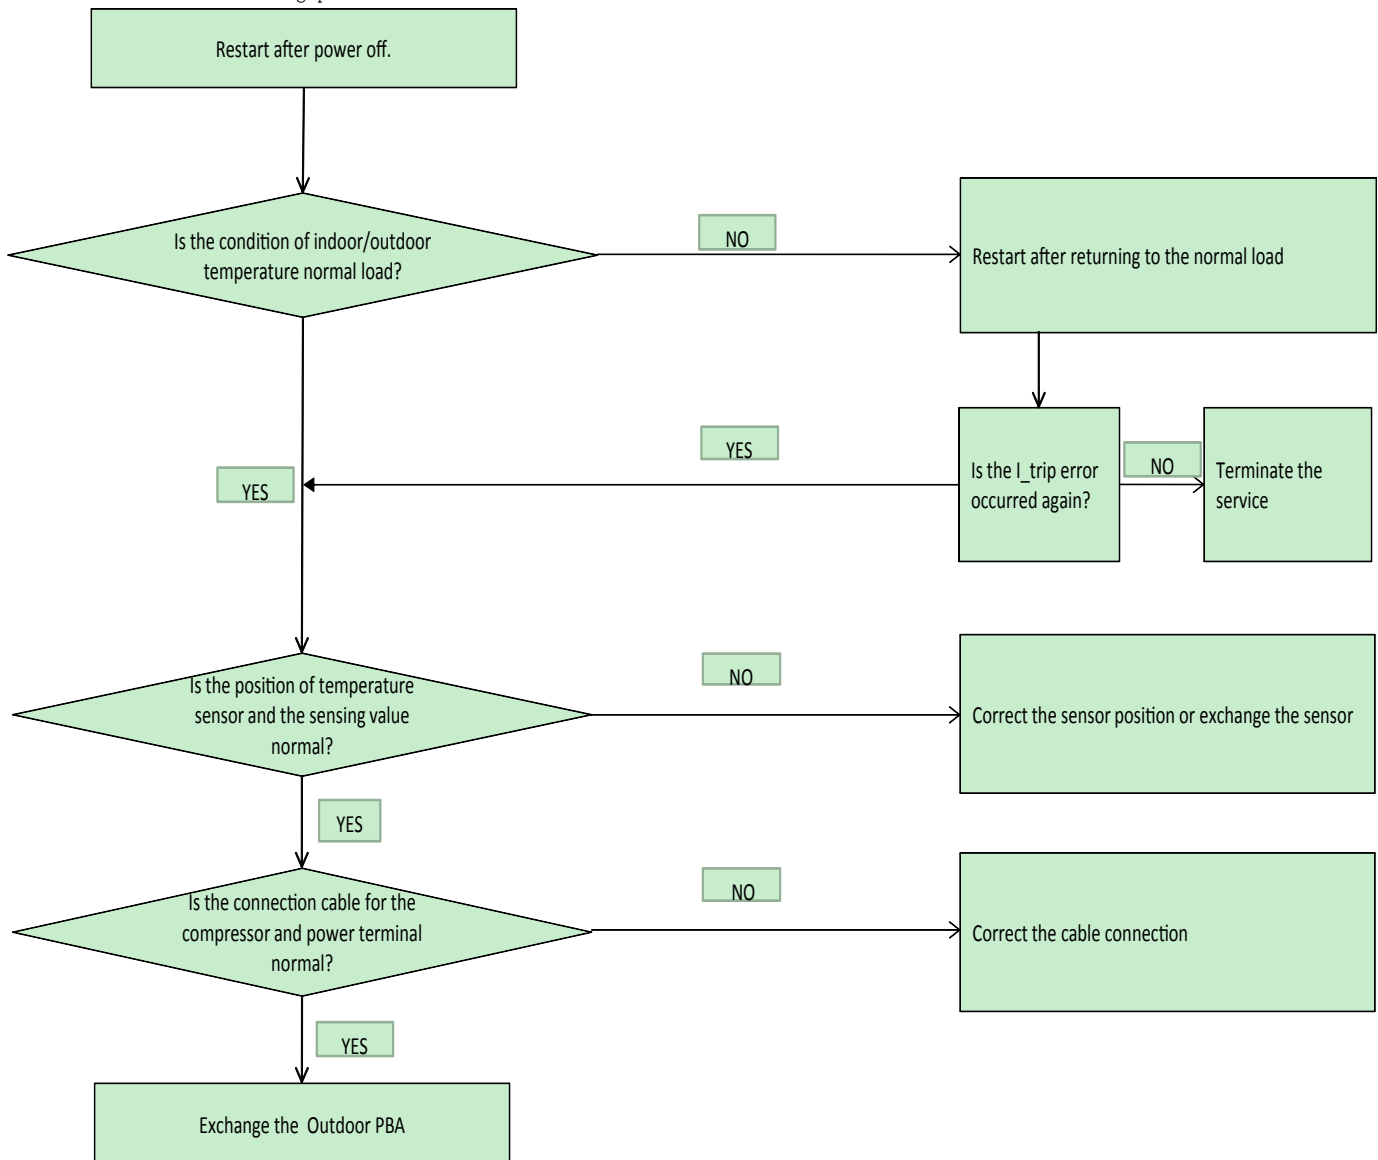 Restart after power off.
Is the condition of indoor/outdoor
temperature normal load?
NO
Restart after returning to the normal load
YES
YES
Is the I_trip error
occurred again?
NO
Terminate the
service
Is the position of temperature
sensor and the sensing value
normal?
NO
Correct the sensor position or exchange the sensor
YES
Is the connection cable for the
compressor and power terminal
normal?
NO
Correct the cable connection
YES
Exchange the Outdoor PBA